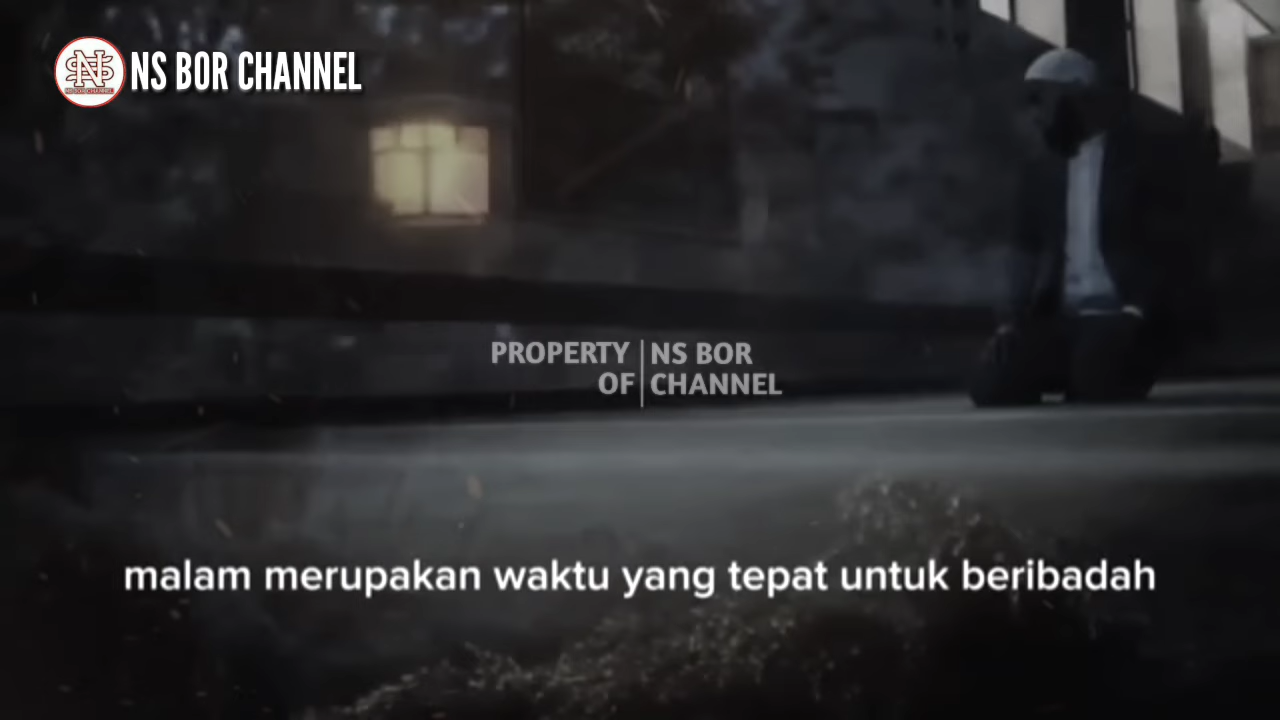 NS BOR CHANNEL
PROPERTY OF
NS BOR CHANNEL
malam merupakan waktu yang tepat untuk beribadah